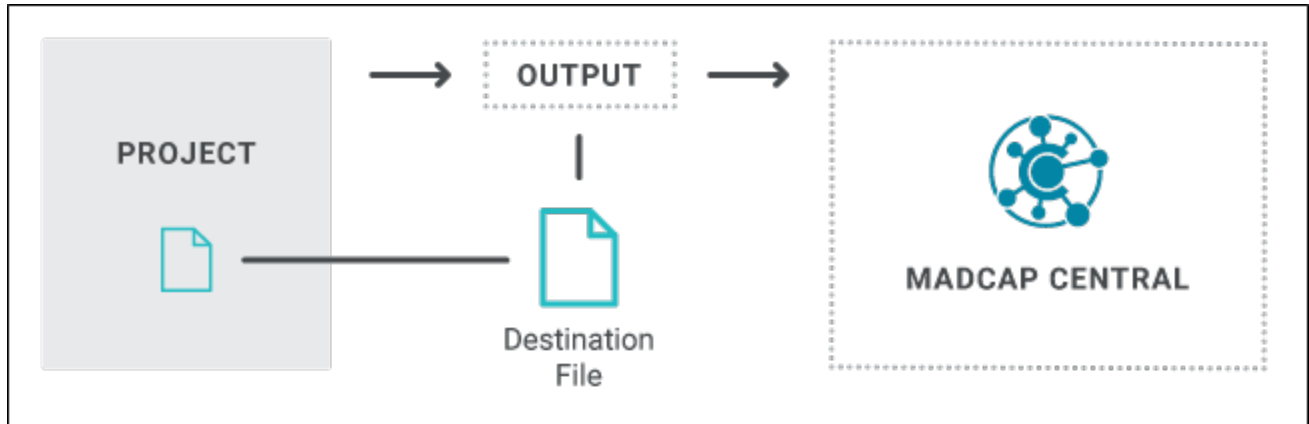 PROJECT
OUTPUT
Destination
File
MADCAP CENTRAL